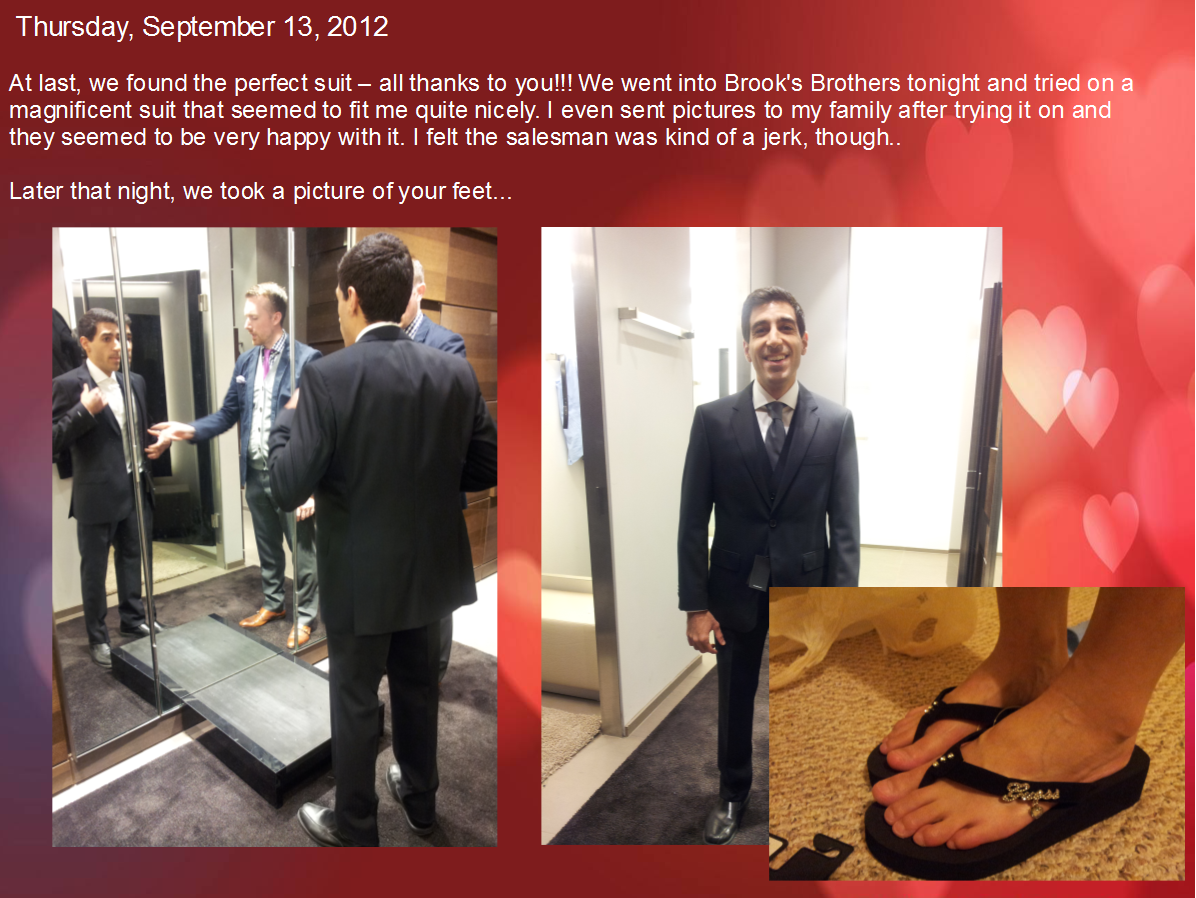 Thursday, September 13, 2012
At last, we found the perfect suit – all thanks to you!!! We went into Brook's Brothers tonight and tried on a
magnificent suit that seemed to fit me quite nicely. I even sent pictures to my family after trying it on and
they seemed to be very happy with it. I felt the salesman was kind of a jerk, though..
Later that night, we took a picture of your feet...
Guess